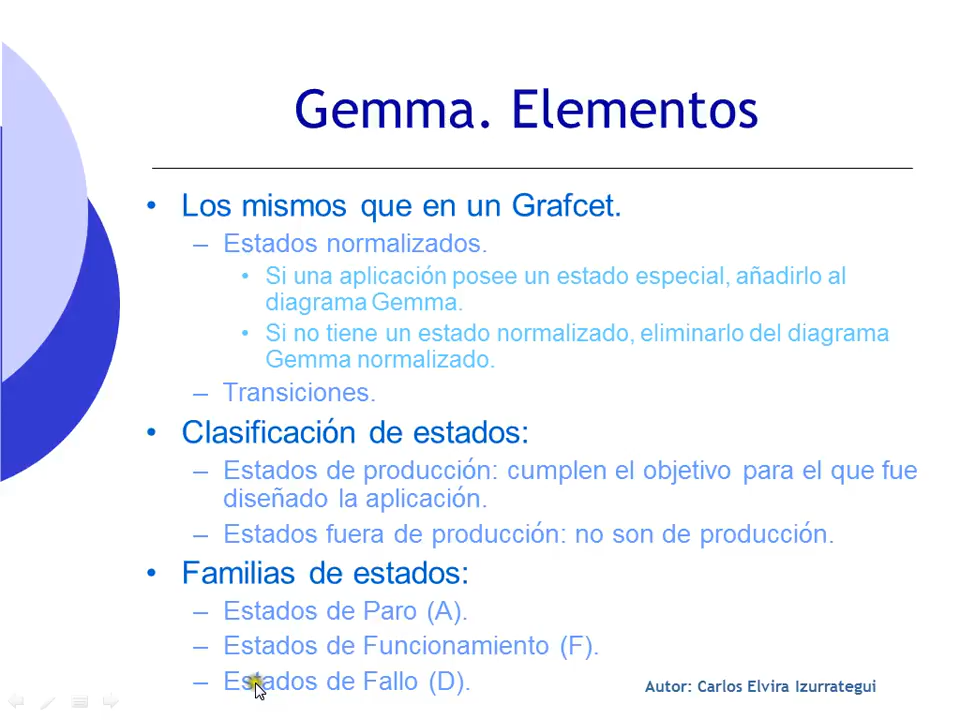 Gemma. Elementos
• Los mismos que en un Grafcet.
– Estados normalizados.
• Si una aplicación posee un estado especial, añadirlo al
diagrama Gemma.
• Si no tiene un estado normalizado, eliminarlo del diagrama
Gemma normalizado.
– Transiciones.
• Clasificación de estados:
– Estados de producción: cumplen el objetivo para el que fue
diseñado la aplicación.
– Estados fuera de producción: no son de producción.
• Familias de estados:
– Estados de Paro (A).
– Estados de Funcionamiento (F).
– Estados de Fallo (D).
Autor: Carlos Elvira Izurrategui